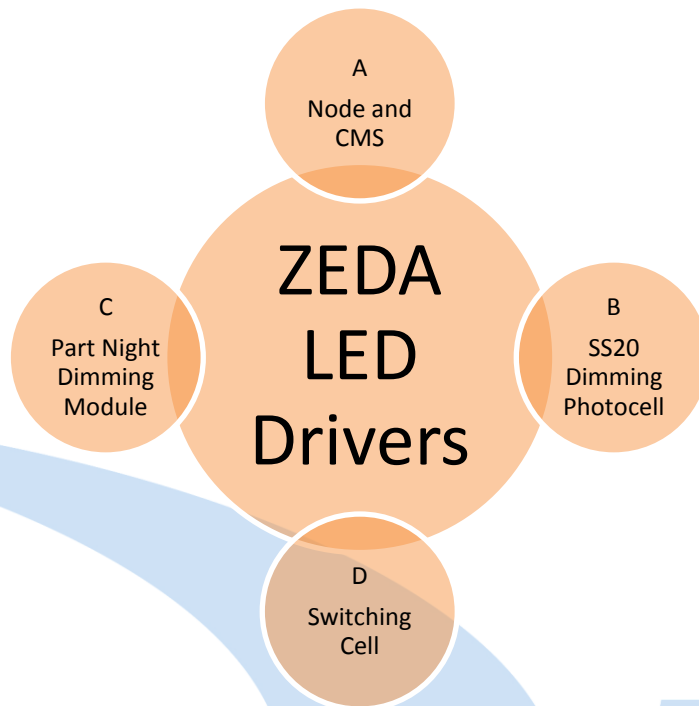 A
Node and
CMS
ZEDA
LED
Drivers
C
Part Night
Dimming
Module
B
SS20
Dimming
Photocell
D
Switching
Cell